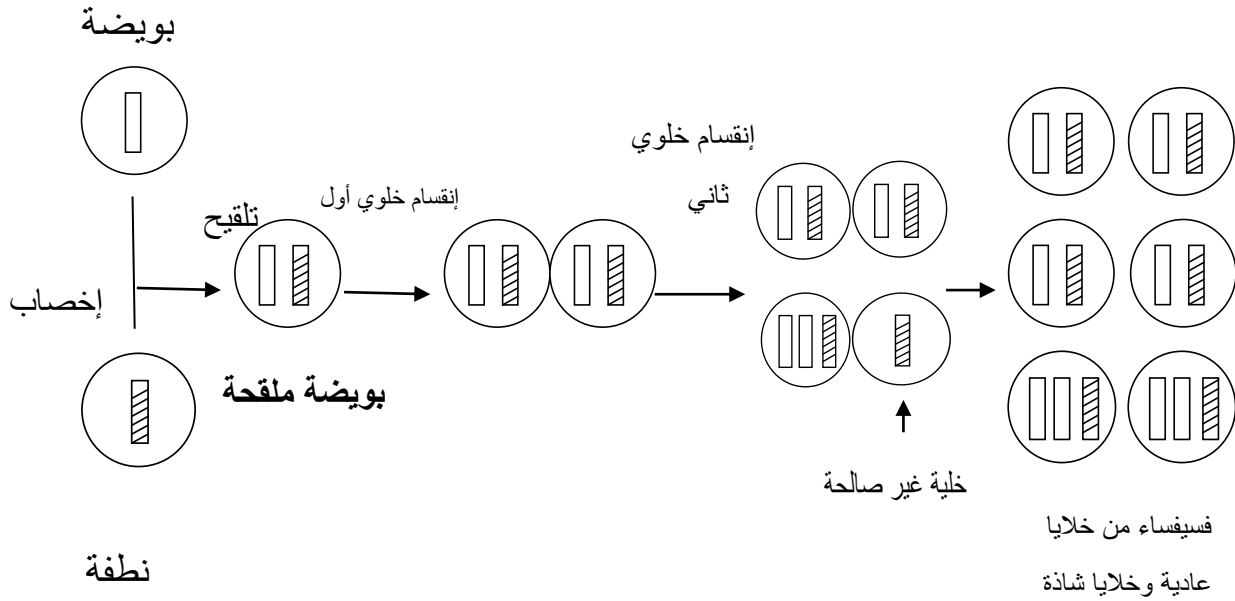 بويضة
إنقسام خلوي
ثاني
إنقسام خلوي أول
تلقيح
إخصاب
بويضة ملقحة
خلية غير صالحة
فسيفساء من خلايا
عادية وخلايا شاذة
نطفة